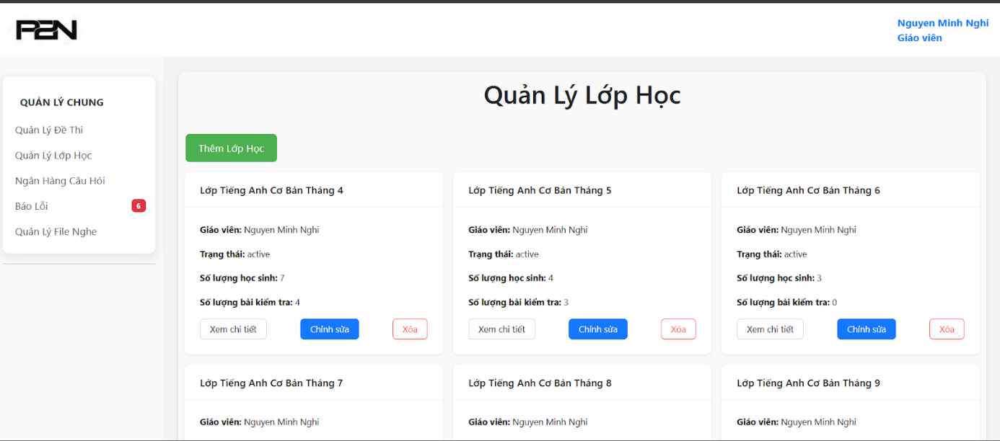 P2N
Nguyen Minh Nghi
Giáo viên
QUẢN LÝ CHUNG
Quản Lý Đề Thi
Quản Lý Lớp Học
Ngân Hàng Câu Hỏi
Báo Lỗi 6
Quản Lý File Nghe
Quản Lý Lớp Học
Thêm Lớp Học
Lớp Tiếng Anh Cơ Bản Tháng 4
Giáo viên: Nguyen Minh Nghi
Trạng thái: active
Số lượng học sinh: 7
Số lượng bài kiểm tra: 4
Xem chi tiết Chỉnh sửa Xóa
Lớp Tiếng Anh Cơ Bản Tháng 5
Giáo viên: Nguyen Minh Nghi
Trạng thái: active
Số lượng học sinh: 4
Số lượng bài kiểm tra: 3
Xem chi tiết Chỉnh sửa Xóa
Lớp Tiếng Anh Cơ Bản Tháng 6
Giáo viên: Nguyen Minh Nghi
Trạng thái: active
Số lượng học sinh: 3
Số lượng bài kiểm tra: 0
Xem chi tiết Chỉnh sửa Xóa
Lớp Tiếng Anh Cơ Bản Tháng 7
Giáo viên: Nguyen Minh Nghi
Lớp Tiếng Anh Cơ Bản Tháng 8
Giáo viên: Nguyen Minh Nghi
Lớp Tiếng Anh Cơ Bản Tháng 9
Giáo viên: Nguyen Minh Nghi